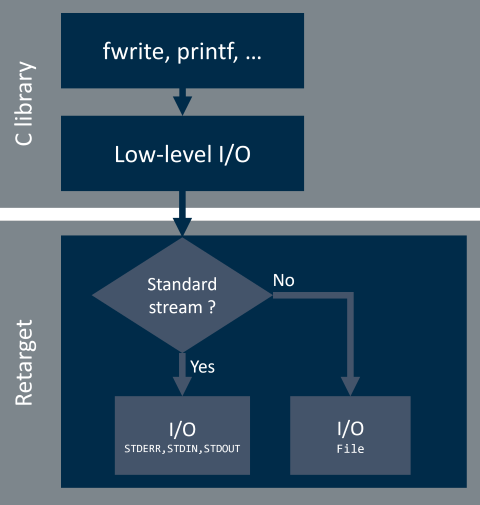 C library
fwrite, printf, ...
Low-level I/O
Retarget
Standard
stream ?
No
Yes
I/O
STDERR,STDIN,STDOUT
I/O
File